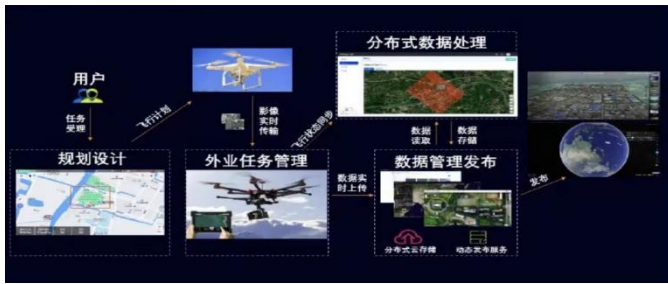 分布式数据处理
用户
任务
受理
飞行计划
影像
实时
传输
飞行状态同步
数据
读取
数据
存储
规划设计
外业任务管理
数据实
时上传
数据管理发布
发布
分布式云存储
动态发布服务